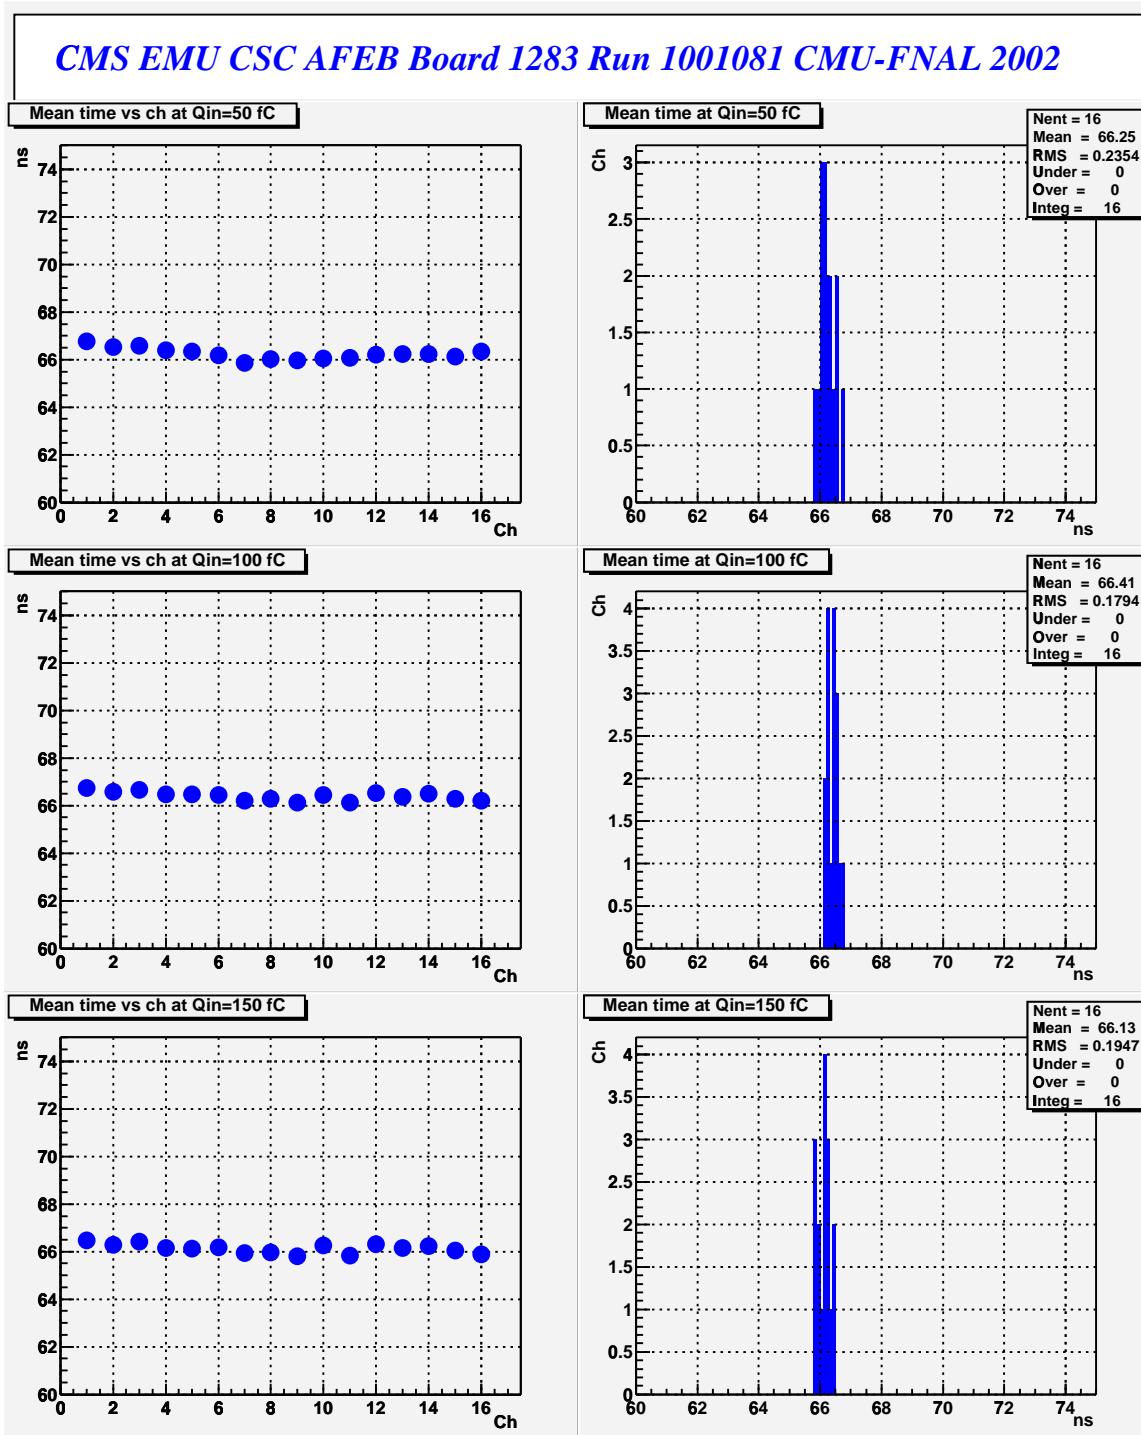 CMS EMU CSC AFEB Board 1283 Run 1001081 CMU-FNAL 2002
Mean time vs ch at Qin=50 fC
ns
74
72
70
68
66
64
62
60
0 2 4 6 8 10 12 14 16
Ch
Mean time at Qin=50 fC
Nent = 16
Mean = 66.25
RMS = 0.2354
Under = 0
Over = 0
Integ = 16
Ch
3
2.5
2
1.5
1
0.5
0
60 62 64 66 68 70 72 74
ns
Mean time vs ch at Qin=100 fC
ns
74
72
70
68
66
64
62
60
0 2 4 6 8 10 12 14 16
Ch
Mean time at Qin=100 fC
Nent = 16
Mean = 66.41
RMS = 0.1794
Under = 0
Over = 0
Integ = 16
Ch
4
3.5
3
2.5
2
1.5
1
0.5
0
60 62 64 66 68 70 72 74
ns
Mean time vs ch at Qin=150 fC
ns
74
72
70
68
66
64
62
60
0 2 4 6 8 10 12 14 16
Ch
Mean time at Qin=150 fC
Nent = 16
Mean = 66.13
RMS = 0.1947
Under = 0
Over = 0
Integ = 16
Ch
4
3.5
3
2.5
2
1.5
1
0.5
0
60 62 64 66 68 70 72 74
ns